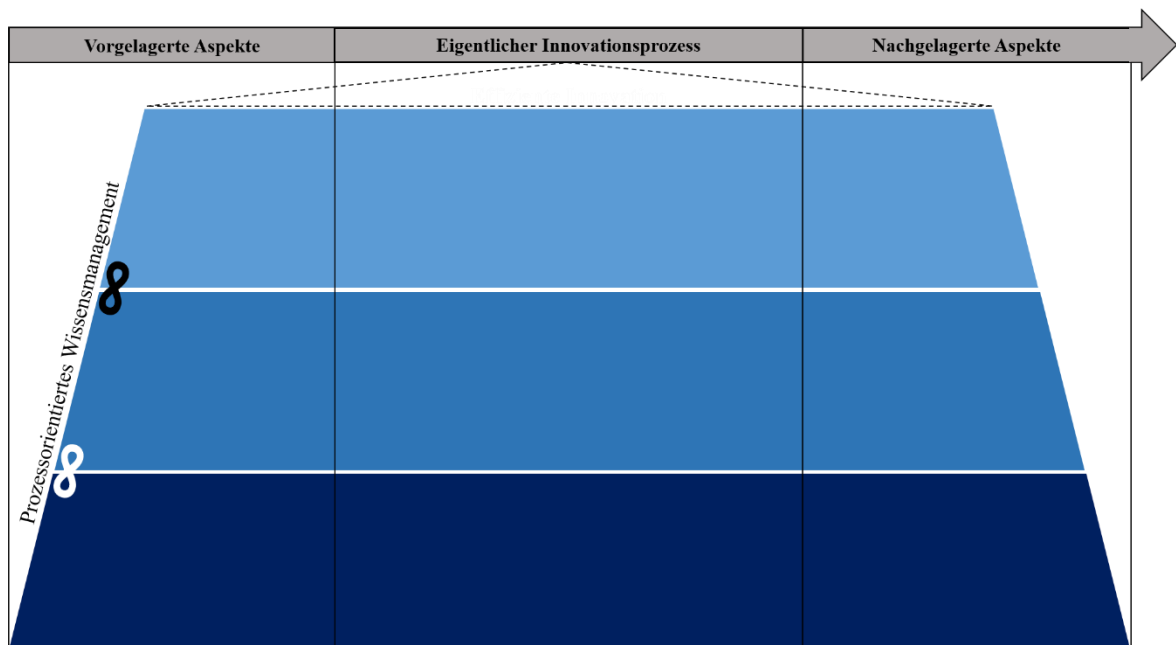 Vorgelagerte Aspekte
Eigentlicher Innovationsprozess
Nachgelagerte Aspekte
Prozessorientiertes Wissensmanagement